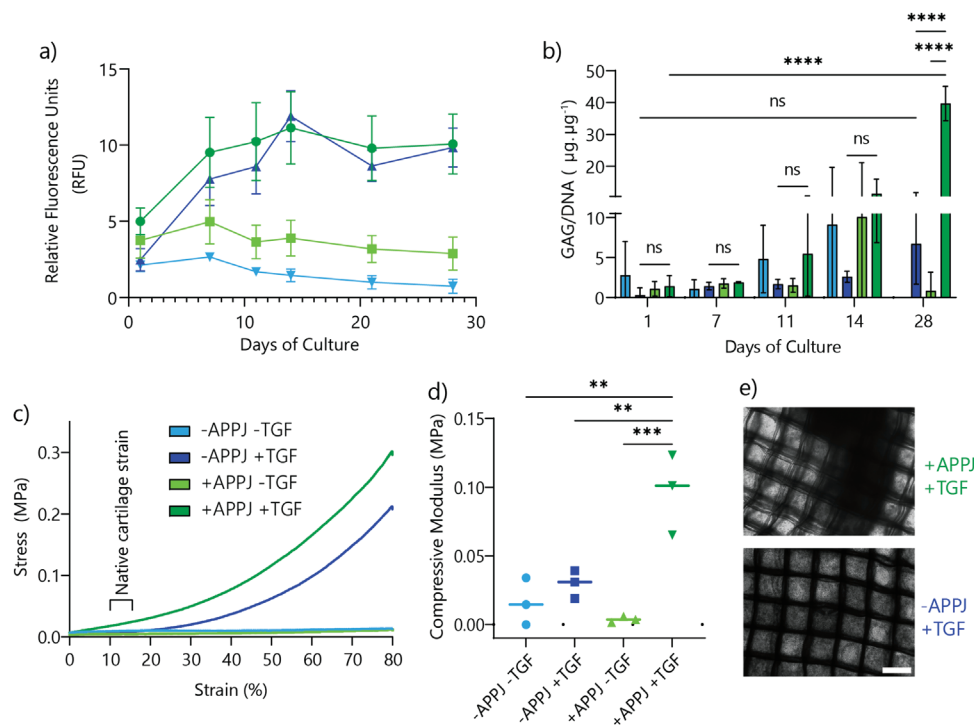 a)
Relative Fluorescence Units
(RFU)
15
10
5
0
0
10
20
30
Days of Culture
b)
GAG/DNA ( µg.µg⁻¹)
50
40
30
20
10
5
0
1
7
11
14
28
Days of Culture
ns
ns
ns
ns
ns
****
****
****
c)
Stress (MPa)
0.3
0.2
0.1
0.0
0
10
20
30
40
50
60
70
80
Strain (%)
Native cartilage strain
-APPJ -TGF
-APPJ +TGF
+APPJ -TGF
+APPJ +TGF
d)
Compressive Modulus (MPa)
0.15
0.10
0.05
0.00
**
**
***
-APPJ -TGF
-APPJ +TGF
+APPJ -TGF
+APPJ +TGF
e)
+APPJ
+TGF
-APPJ
+TGF